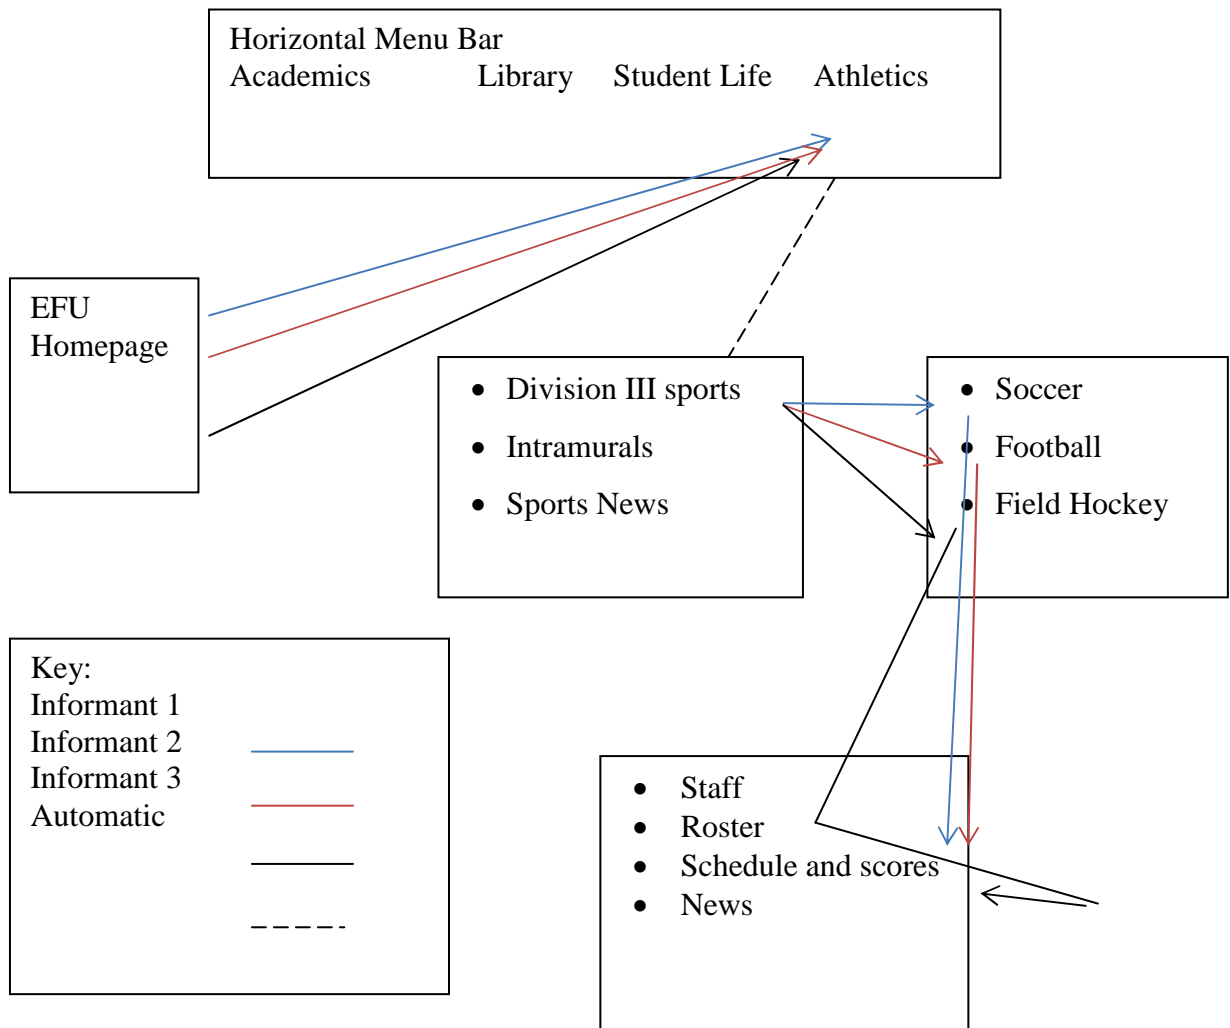 Horizontal Menu Bar
Academics Library Student Life Athletics
EFU
Homepage
• Division III sports
• Intramurals
• Sports News
• Soccer
• Football
• Field Hockey
Key:
Informant 1
Informant 2
Informant 3
Automatic
• Staff
• Roster
• Schedule and scores
• News